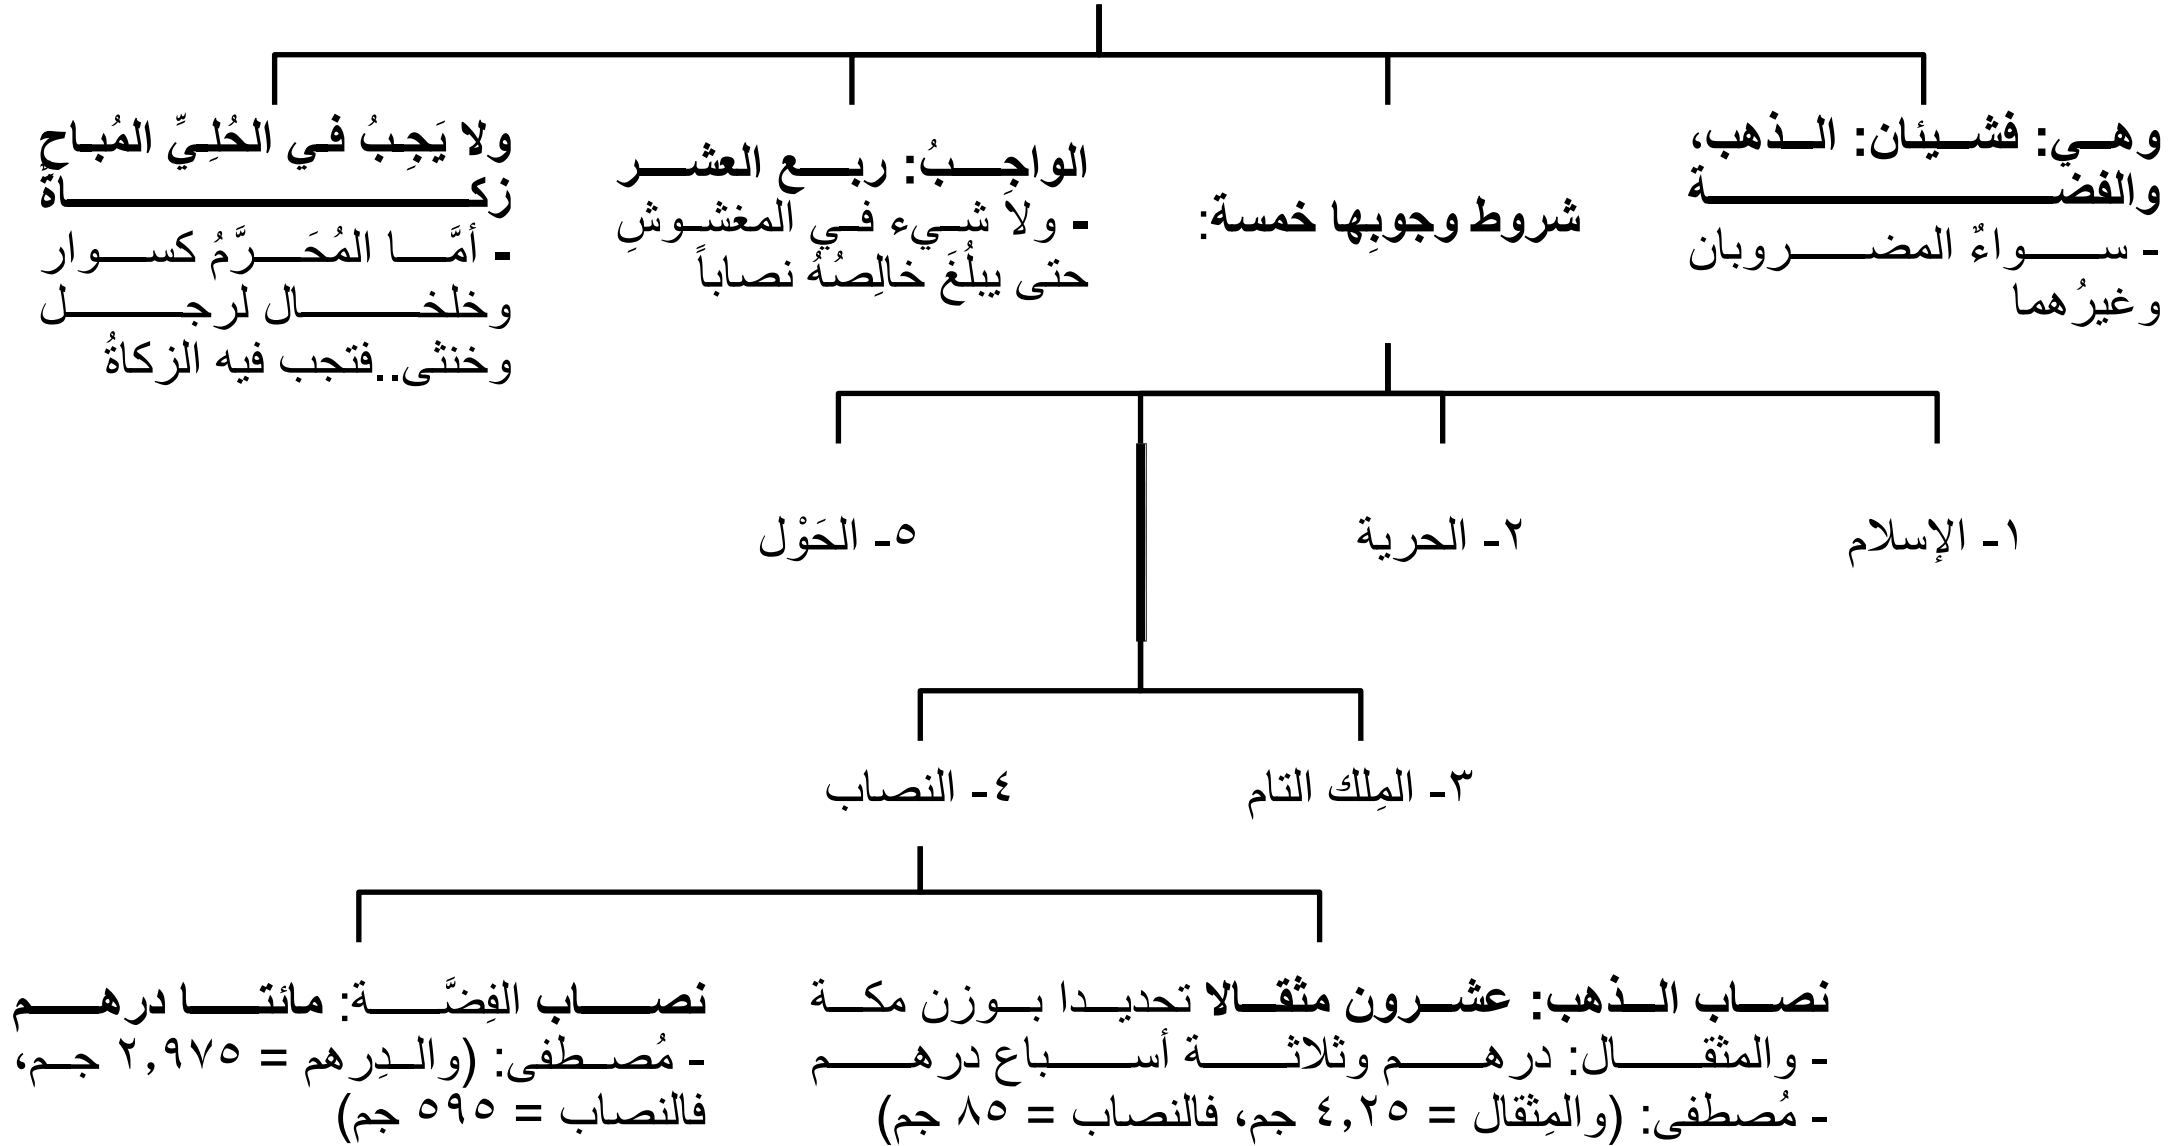 وهي: فشيئان: الذهب،
والفضة
- سواءٌ المضروبان
وغيرُهما
شروط وجوبِها خمسة:
الواجِبُ: ربع العشر
- ولا شيء في المغشوشِ
حتى يبلُغَ خالِصُهُ نصاباً
ولا يَجِبُ في الحُلِيِّ المُباحِ
زكاةٌ
- أمَّا المُحَرَّمُ كسوار
وخلخال لرجل
وخنثى..فتجب فيه الزكاةُ
١- الإسلام
٢- الحرية
٥- الحَوْل
٣- المِلك التام
٤- النصاب
نصاب الذهب: عشرون مثقالا تحديدا بوزن مكة
- والمثقال: درهم وثلاثة أسباع درهم
- مُصطفى: (والمِثقال = ٤,٢٥ جم، فالنصاب = ٨٥ جم)
نصاب الفِضَّة: مائتا درهم
- مُصطفى: (والدِرهم = ٢,٩٧٥ جم،
فالنصاب = ٥٩٥ جم)